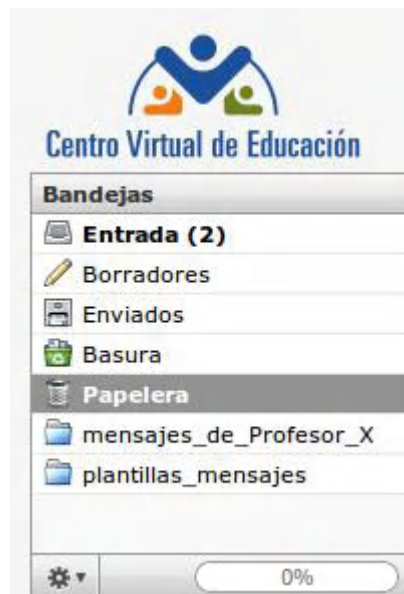 Centro Virtual de Educación
Bandejas
Entrada (2)
Borradores
Enviados
Basura
Papelera
mensajes_de_Profesor_X
plantillas_mensajes
0%